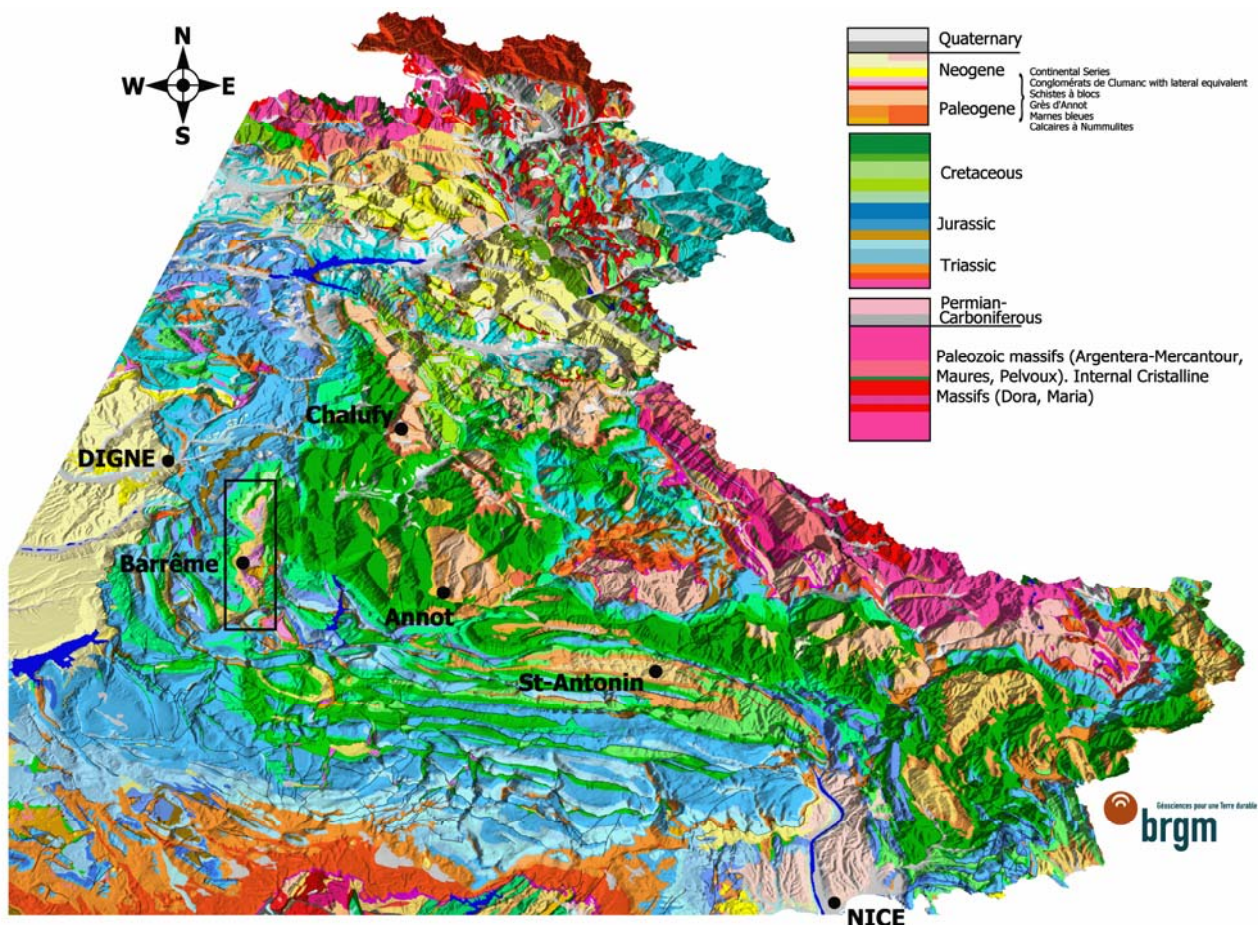 N
W E
S
Quaternary
Neogene
Paleogene
Continental Series
Conglomérats de Clumanc with lateral equivalent
Schistes à blocs
Grès d'Annot
Marnes bleues
Calcaires à Nummulites
Cretaceous
Jurassic
Triassic
Permian-
Carboniferous
Paleozoic massifs (Argentera-Mercantour,
Maures, Pelvoux). Internal Cristalline
Massifs (Dora, Maria)
Chalufy
DIGNE
Barrême
Annot
St-Antonin
NICE
Géosciences pour une Terre durable
brgm